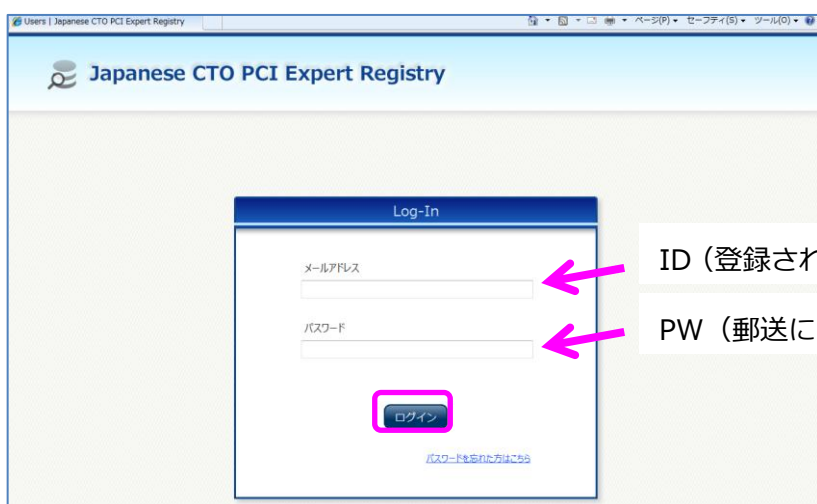 Users | Japanese CTO PCI Expert Registry
ページ(P) セーフティ(S) ツール(O)
Japanese CTO PCI Expert Registry
Log-In
メールアドレス
ID（登録され
パスワード
PW（郵送に
ログイン
パスワードを忘れた方はこちら